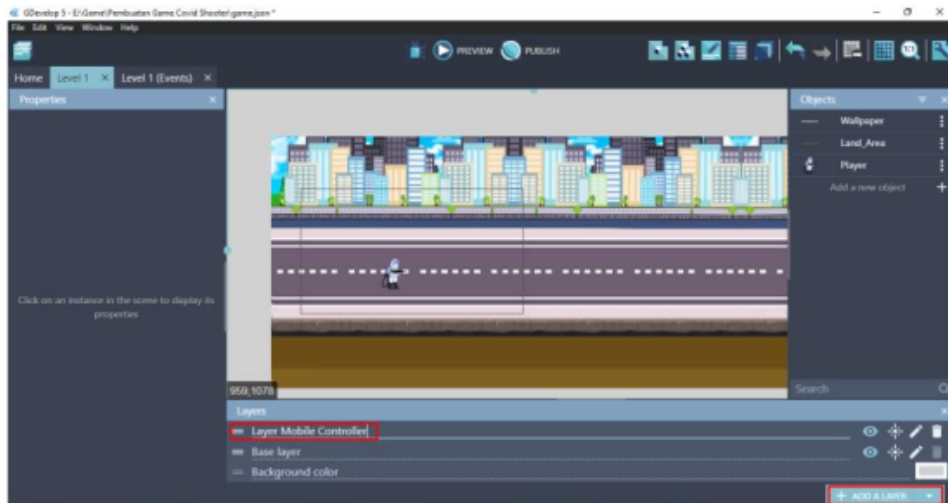 GDevelop 5 - E:\Game\Pembuatan Game Covid Shooter\game.json *
File Edit View Window Help
PREVIEW PUBLISH
Home Level 1 × Level 1 (Events) ×
Properties ×
Objects ×
Wallpaper
Land_Area
Player
Add a new object +
Click on an instance in the scene to display its
properties
959;1078
Search
Layers ×
Layer Mobile Controller
Base layer
Background color
+ ADD A LAYER